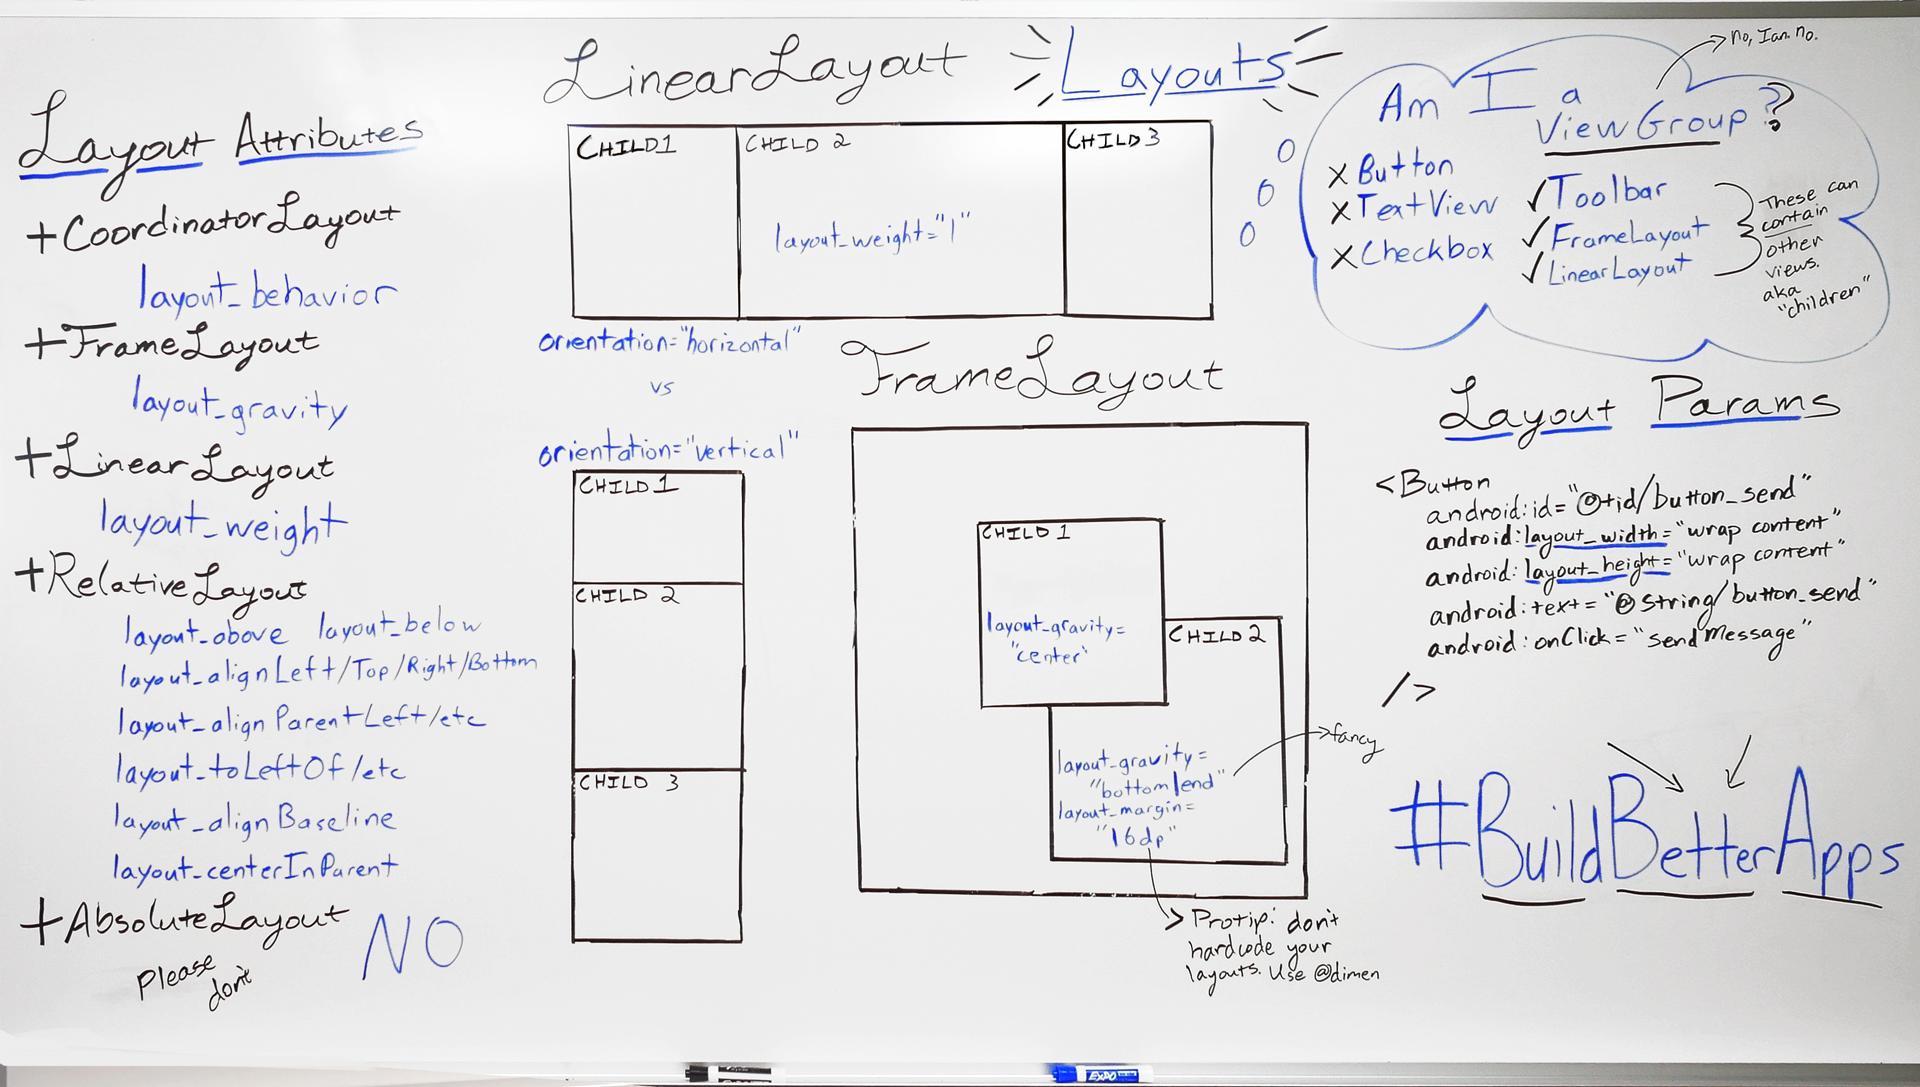 LinearLayout
Layouts
no, Ian. no.
Am I a
ViewGroup?
X Button
X TextView
X Checkbox
✓ Toolbar
✓ FrameLayout
✓ LinearLayout
These can
contain
other
views.
aka
"children"
Layout Attributes
+CoordinatorLayout
layout_behavior
+FrameLayout
layout_gravity
+LinearLayout
layout_weight
+RelativeLayout
layout_above layout_below
layout_alignLeft/Top/Right/Bottom
layout_alignParentLeft/etc
layout_toLeftOf/etc
layout_alignBaseline
layout_centerInParent
+AbsoluteLayout
NO
Please
don't
CHILD1
CHILD 2
CHILD 3
layout_weight="1"
orientation="horizontal"
vs
orientation="vertical"
CHILD 1
CHILD 2
CHILD 3
FrameLayout
CHILD 1
layout_gravity=
"center"
CHILD 2
layout_gravity=
"bottom|end"
layout_margin=
"16dp"
fancy
Protip: don't
hardcode your
layouts. Use @dimen
Layout Params
<Button
android:id="@+id/button_send"
android:layout_width="wrap content"
android:layout_height="wrap content"
android:text="@string/button_send"
android:onClick="sendMessage"
/>
#BuildBetterApps
EXPO